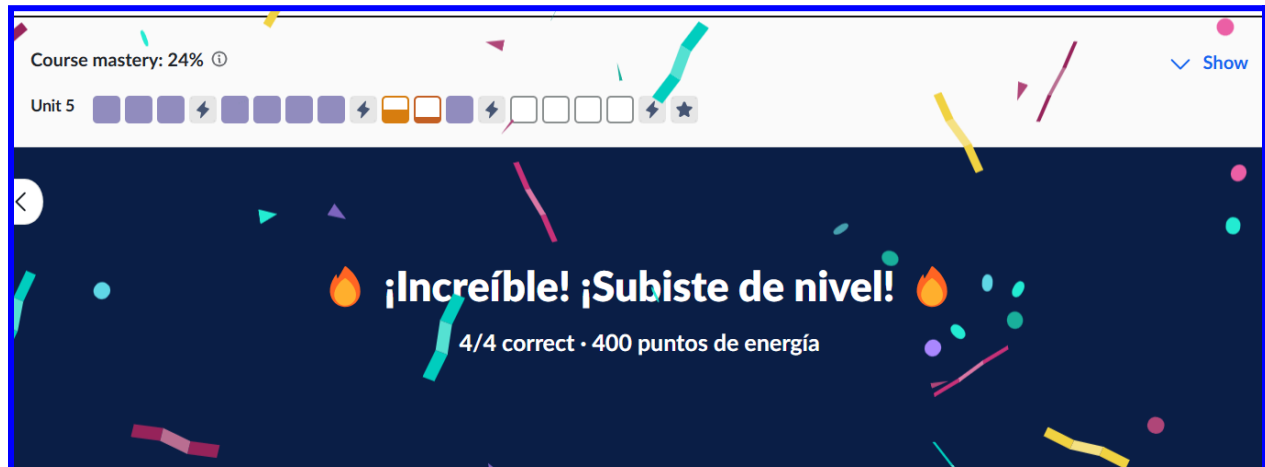 Course mastery: 24%
Show
Unit 5
¡Increíble! ¡Subiste de nivel!
4/4 correct · 400 puntos de energía